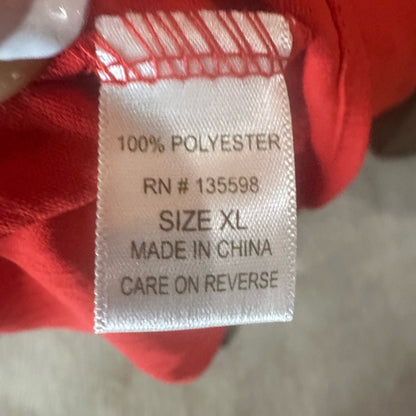 100% POLYESTER
RN # 135598
SIZE XL
MADE IN CHINA
CARE ON REVERSE